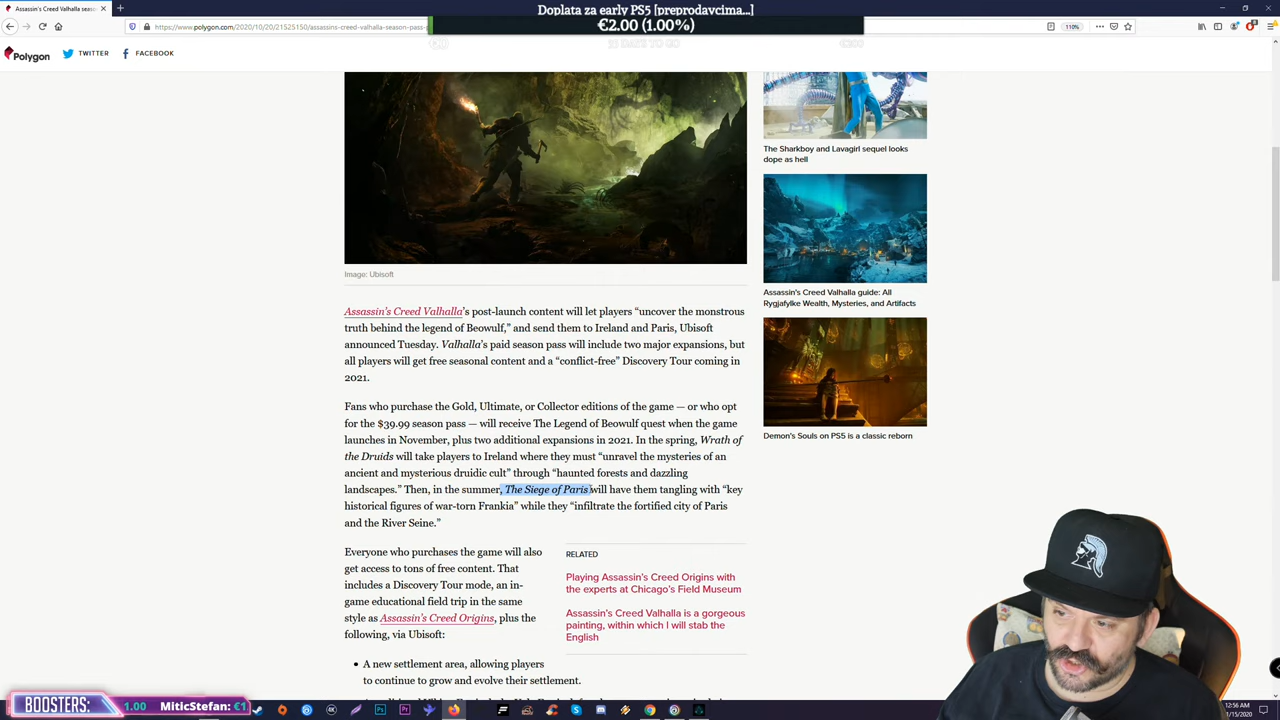 Assassin's Creed Valhalla seaso
Doplata za early PS5 [preprodavcima...]
€2.00 (1.00%)
https://www.polygon.com/2020/10/20/21525150/assassins-creed-valhalla-season-pass-p
110%
Polygon TWITTER FACEBOOK
Image: Ubisoft
Assassin's Creed Valhalla's post-launch content will let players "uncover the monstrous
truth behind the legend of Beowulf," and send them to Ireland and Paris, Ubisoft
announced Tuesday. Valhalla's paid season pass will include two major expansions, but
all players will get free seasonal content and a "conflict-free" Discovery Tour coming in
2021.
Fans who purchase the Gold, Ultimate, or Collector editions of the game — or who opt
for the $39.99 season pass — will receive The Legend of Beowulf quest when the game
launches in November, plus two additional expansions in 2021. In the spring, Wrath of
the Druids will take players to Ireland where they must "unravel the mysteries of an
ancient and mysterious druidic cult" through "haunted forests and dazzling
landscapes." Then, in the summer, The Siege of Paris will have them tangling with "key
historical figures of war-torn Frankia" while they "infiltrate the fortified city of Paris
and the River Seine."
Everyone who purchases the game will also
get access to tons of free content. That
includes a Discovery Tour mode, an in-
game educational field trip in the same
style as Assassin's Creed Origins, plus the
following, via Ubisoft:
• A new settlement area, allowing players
to continue to grow and evolve their settlement.
RELATED
Playing Assassin's Creed Origins with
the experts at Chicago's Field Museum
Assassin's Creed Valhalla is a gorgeous
painting, within which I will stab the
English
The Sharkboy and Lavagirl sequel looks
dope as hell
Assassin's Creed Valhalla guide: All
Rygjafylke Wealth, Mysteries, and Artifacts
Demon's Souls on PS5 is a classic reborn
BOOSTERS: 1.00 MiticStefan: €1
12:56 AM